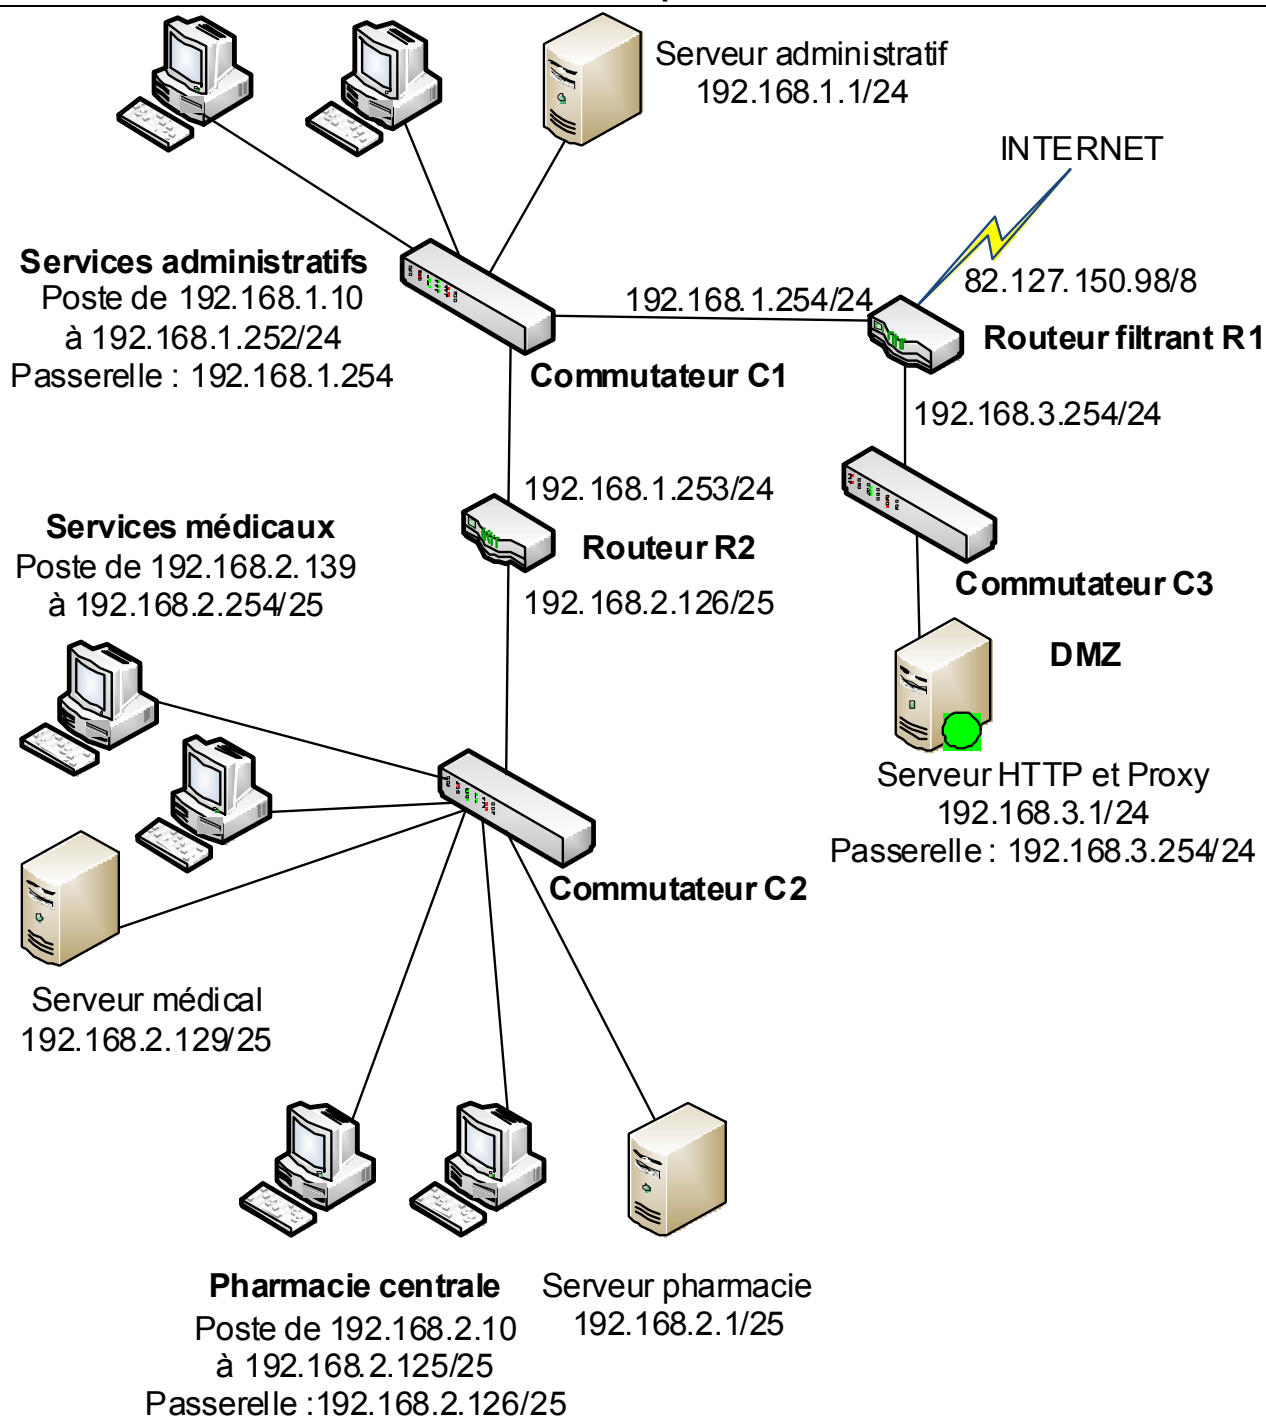 Serveur administratif
192.168.1.1/24
INTERNET
82.127.150.98/8
Services administratifs
Poste de 192.168.1.10
à 192.168.1.252/24
Passerelle : 192.168.1.254
192.168.1.254/24
Routeur filtrant R1
Commutateur C1
192.168.3.254/24
192.168.1.253/24
Services médicaux
Poste de 192.168.2.139
à 192.168.2.254/25
Routeur R2
192.168.2.126/25
Commutateur C3
DMZ
Serveur HTTP et Proxy
192.168.3.1/24
Passerelle : 192.168.3.254/24
Commutateur C2
Serveur médical
192.168.2.129/25
Pharmacie centrale
Poste de 192.168.2.10
à 192.168.2.125/25
Passerelle :192.168.2.126/25
Serveur pharmacie
192.168.2.1/25